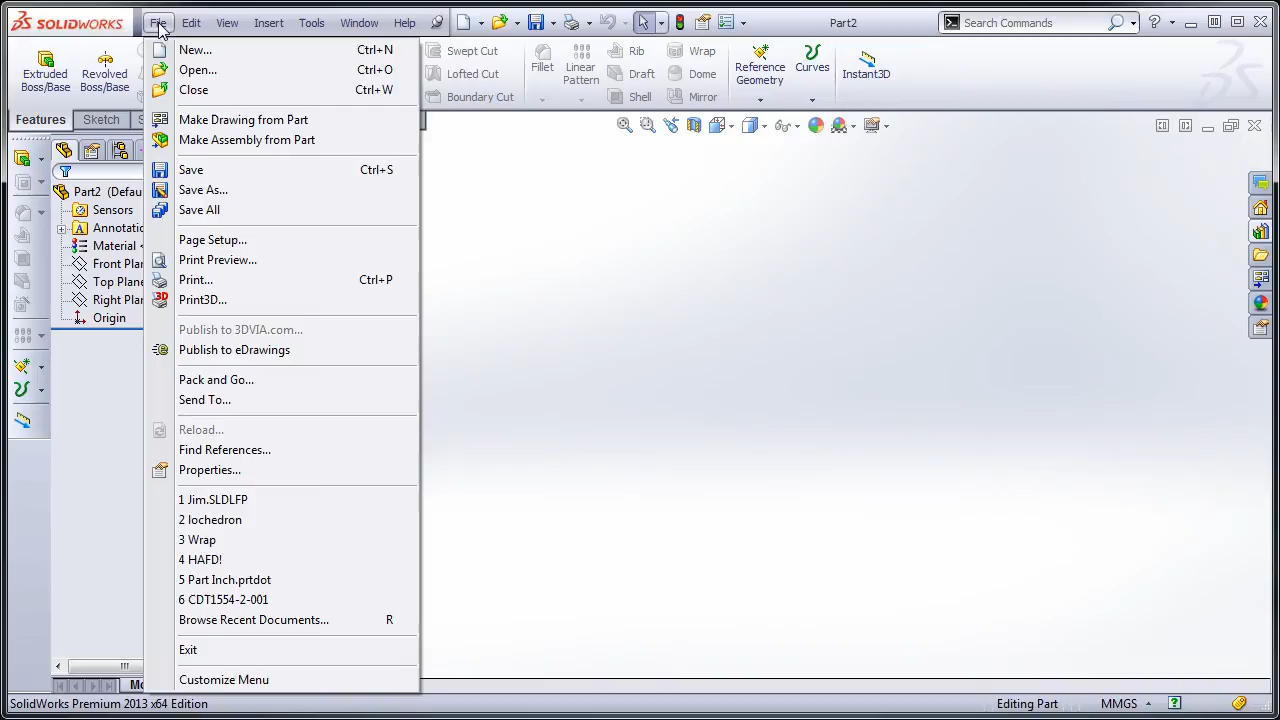 SOLIDWORKS File Edit View Insert Tools Window Help Part2 Search Commands
Extruded Boss/Base
Revolved Boss/Base
Swept Cut
Lofted Cut
Boundary Cut
Fillet
Linear Pattern
Rib
Draft
Shell
Wrap
Dome
Mirror
Reference Geometry
Curves
Instant3D
Features Sketch
Part2 (Defau
Sensors
Annotatio
Material <
Front Plan
Top Plane
Right Plan
Origin
New... Ctrl+N
Open... Ctrl+O
Close Ctrl+W
Make Drawing from Part
Make Assembly from Part
Save Ctrl+S
Save As...
Save All
Page Setup...
Print Preview...
Print... Ctrl+P
Print3D...
Publish to 3DVIA.com...
Publish to eDrawings
Pack and Go...
Send To...
Reload...
Find References...
Properties...
1 Jim.SLDLFP
2 Iochedron
3 Wrap
4 HAFD!
5 Part Inch.prtdot
6 CDT1554-2-001
Browse Recent Documents... R
Exit
Customize Menu
SolidWorks Premium 2013 x64 Edition Editing Part MMGS